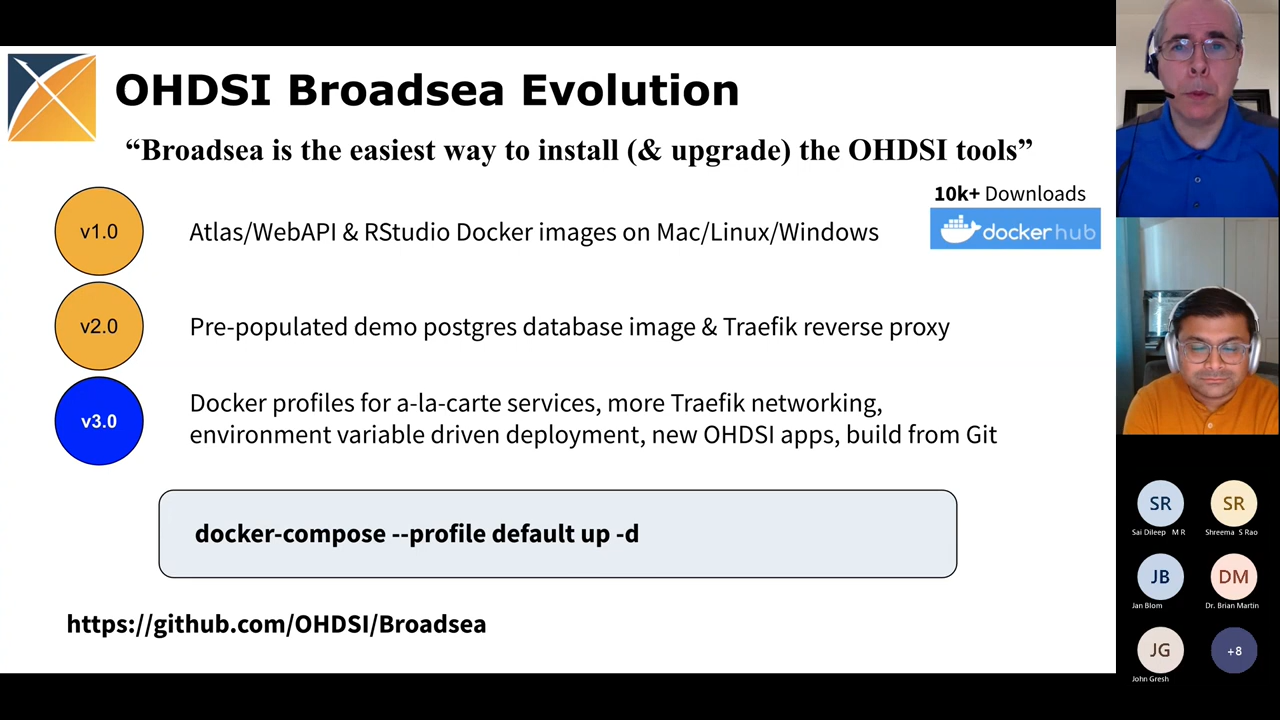 OHDSI Broadsea Evolution
“Broadsea is the easiest way to install (& upgrade) the OHDSI tools”
10k+ Downloads
docker hub
v1.0
Atlas/WebAPI & RStudio Docker images on Mac/Linux/Windows
v2.0
Pre-populated demo postgres database image & Traefik reverse proxy
v3.0
Docker profiles for a-la-carte services, more Traefik networking,
environment variable driven deployment, new OHDSI apps, build from Git
docker-compose --profile default up -d
https://github.com/OHDSI/Broadsea
SR
SR
Sai Dileep M R
Shreema S Rao
JB
DM
Jan Blom
Dr. Brian Martin
JG
+8
John Gresh